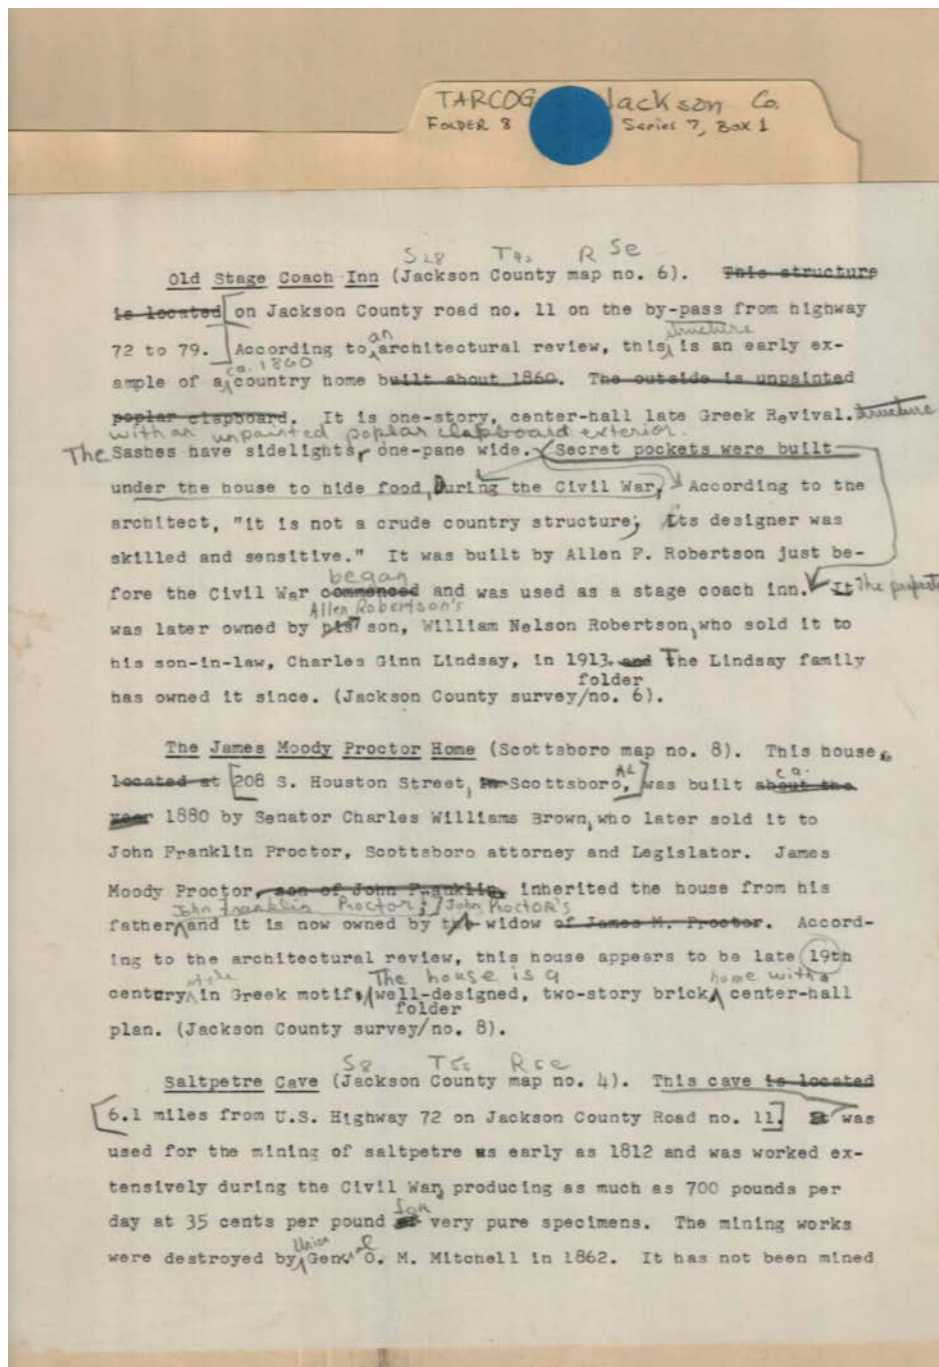 TARCOG Jackson Co.
FOLDER 8 Series 7, Box 1
S28 T4s R5e
Old Stage Coach Inn (Jackson County map no. 6). This structure
is located [on Jackson County road no. 11 on the by-pass from highway
an structure
72 to 79.] According to architectural review, this is an early ex-
ca. 1860
ample of a country home built about 1860. The outside is unpainted
poplar clapboard. It is one-story, center-hall late Greek Revival. structure
with an unpainted poplar clapboard exterior.
The Sashes have sidelights, one-pane wide. Secret pockets were built
under the house to hide food, During the Civil War, According to the
architect, "it is not a crude country structure; Its designer was
skilled and sensitive." It was built by Allen P. Robertson just be-
began
fore the Civil War commenced and was used as a stage coach inn. It The
Allen Robertson's
was later owned by his son, William Nelson Robertson, who sold it to
his son-in-law, Charles Ginn Lindsay, in 1913. and The Lindsay family
folder
has owned it since. (Jackson County survey/no. 6).
The James Moody Proctor Home (Scottsboro map no. 8). This house,
AL ca.
located at [208 S. Houston Street, in Scottsboro,] was built about the
year 1880 by Senator Charles Williams Brown, who later sold it to
John Franklin Proctor, Scottsboro attorney and Legislator. James
Moody Proctor, son of John Franklin, inherited the house from his
John Franklin Proctor; John Proctor's
father and it is now owned by the widow of James M. Proctor. Accord-
ing to the architectural review, this house appears to be late 19th
style The house is a home with a
century in Greek motif, well-designed, two-story brick center-hall
folder
plan. (Jackson County survey/no. 8).
S8 T5s R5e
Saltpetre Cave (Jackson County map no. 4). This cave is located
[6.1 miles from U.S. Highway 72 on Jackson County Road no. 11.] It was
used for the mining of saltpetre as early as 1812 and was worked ex-
tensively during the Civil War, producing as much as 700 pounds per
for
day at 35 cents per pound very pure specimens. The mining works
Union
were destroyed by General O. M. Mitchell in 1862. It has not been mined